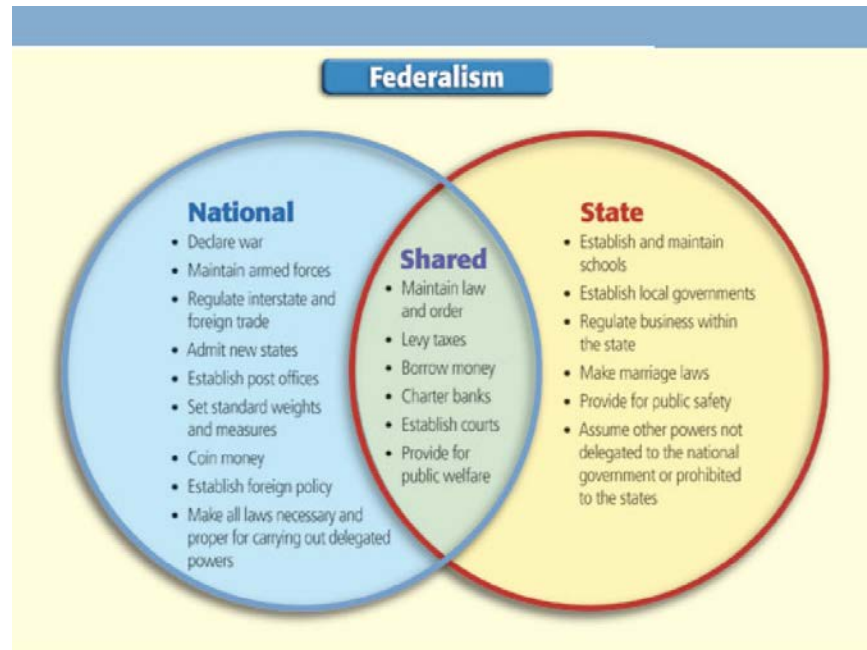 Federalism
National
• Declare war
• Maintain armed forces
• Regulate interstate and
foreign trade
• Admit new states
• Establish post offices
• Set standard weights
and measures
• Coin money
• Establish foreign policy
• Make all laws necessary and
proper for carrying out delegated
powers
Shared
• Maintain law
and order
• Levy taxes
• Borrow money
• Charter banks
• Establish courts
• Provide for
public welfare
State
• Establish and maintain
schools
• Establish local governments
• Regulate business within
the state
• Make marriage laws
• Provide for public safety
• Assume other powers not
delegated to the national
government or prohibited
to the states